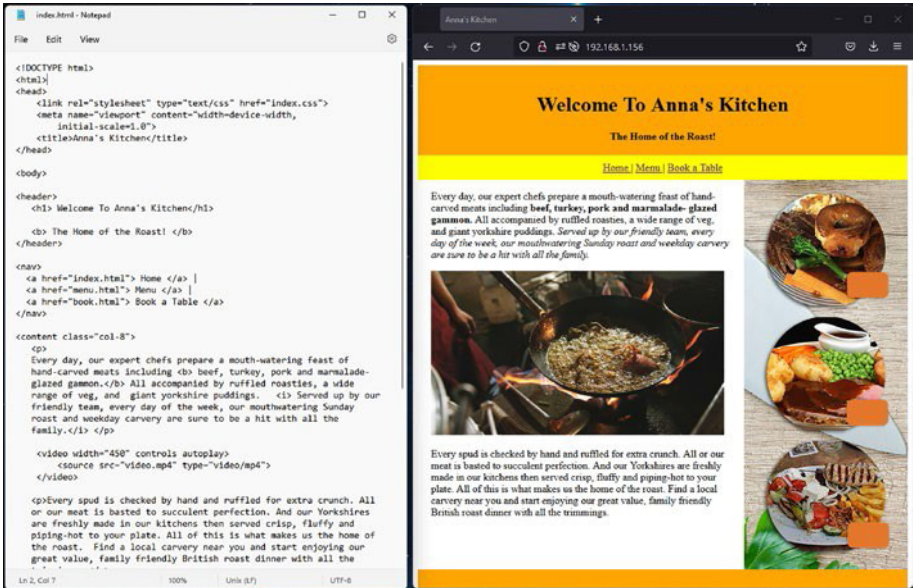 index.html - Notepad
File Edit View
<!DOCTYPE html>
<html>
<head>
<link rel="stylesheet" type="text/css" href="index.css">
<meta name="viewport" content="width=device-width,
initial-scale=1.0">
<title>Anna's Kitchen</title>
</head>
<body>
<header>
<h1> Welcome To Anna's Kitchen</h1>
<b> The Home of the Roast! </b>
</header>
<nav>
<a href="index.html"> Home </a> |
<a href="menu.html"> Menu </a> |
<a href="book.html"> Book a Table </a>
</nav>
<content class="col-8">
<p>
Every day, our expert chefs prepare a mouth-watering feast of
hand-carved meats including <b> beef, turkey, pork and marmalade-
glazed gammon.</b> All accompanied by ruffled roasties, a wide
range of veg, and giant yorkshire puddings. <i> Served up by our
friendly team, every day of the week, our mouthwatering Sunday
roast and weekday carvery are sure to be a hit with all the
family.</i> </p>
<video width="450" controls autoplay>
<source src="video.mp4" type="video/mp4">
</video>
<p>Every spud is checked by hand and ruffled for extra crunch. All
or our meat is basted to succulent perfection. And our Yorkshires
are freshly made in our kitchens then served crisp, fluffy and
piping-hot to your plate. All of this is what makes us the home of
the roast. Find a local carvery near you and start enjoying our
great value, family friendly British roast dinner with all the
Ln 2, Col 7 100% Unix (LF) UTF-8
Anna's Kitchen
192.168.1.156
Welcome To Anna's Kitchen
The Home of the Roast!
Home | Menu | Book a Table
Every day, our expert chefs prepare a mouth-watering feast of hand-
carved meats including beef, turkey, pork and marmalade- glazed
gammon. All accompanied by ruffled roasties, a wide range of veg,
and giant yorkshire puddings. Served up by our friendly team, every
day of the week, our mouthwatering Sunday roast and weekday carvery
are sure to be a hit with all the family.
Every spud is checked by hand and ruffled for extra crunch. All or our
meat is basted to succulent perfection. And our Yorkshires are freshly
made in our kitchens then served crisp, fluffy and piping-hot to your
plate. All of this is what makes us the home of the roast. Find a local
carvery near you and start enjoying our great value, family friendly
British roast dinner with all the trimmings.